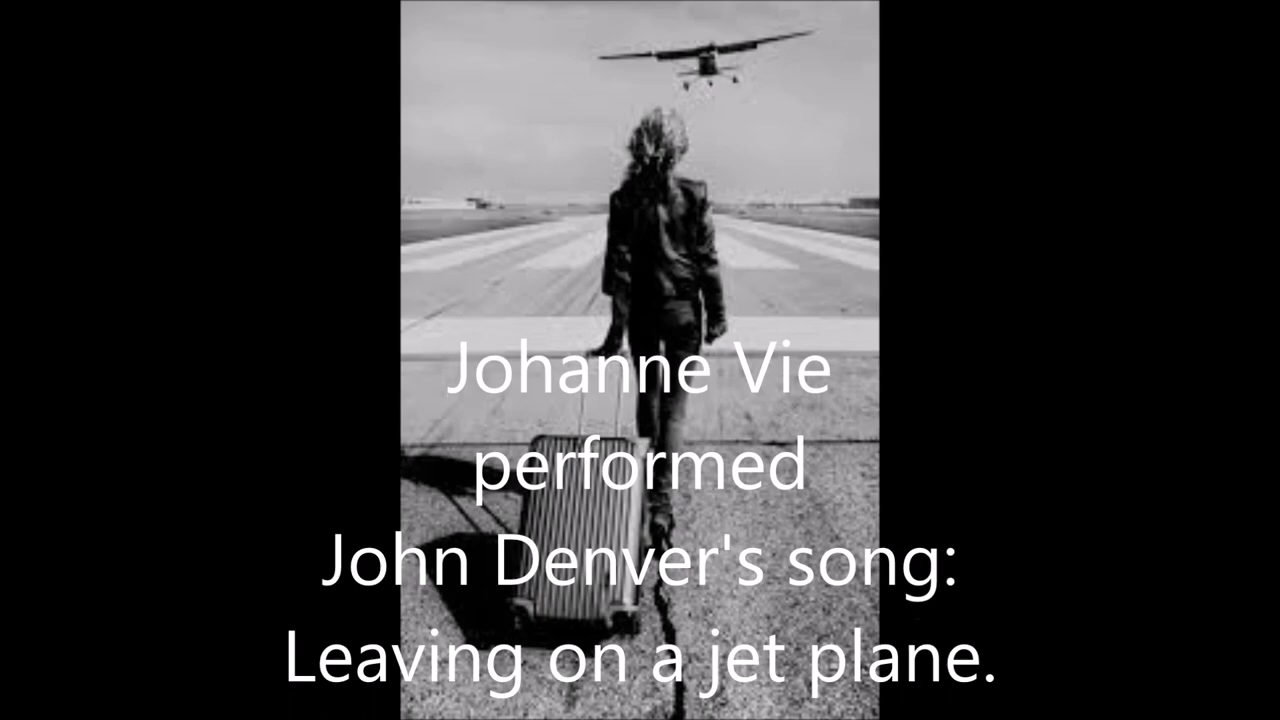 Johanne Vie
performed
John Denver's song:
Leaving on a jet plane.